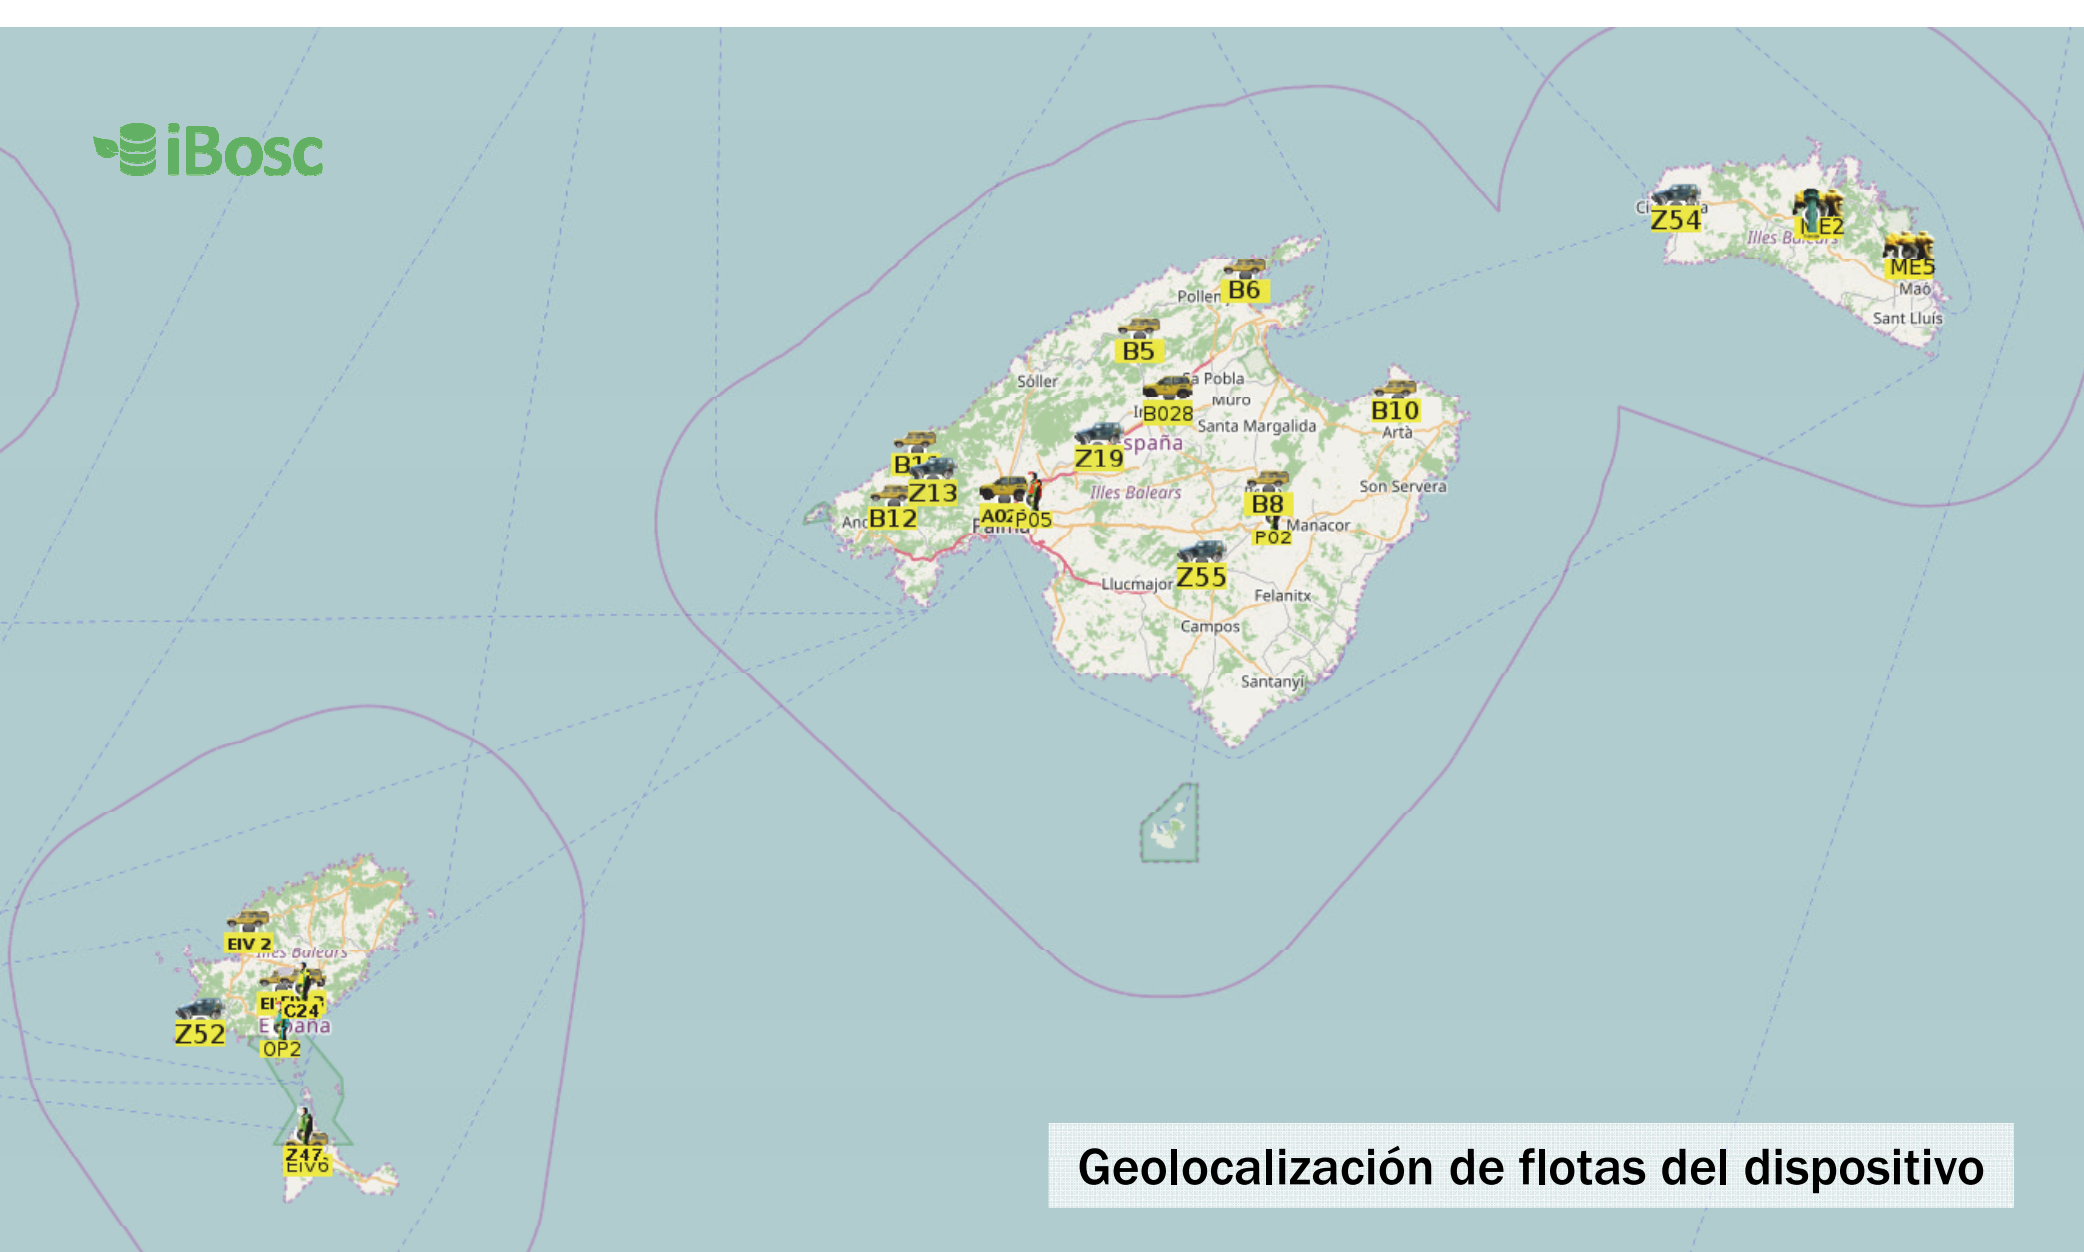 iBosc
Z54
Illes Balears
ME5
Maó
Sant Lluís
B6
B5
Sóller
Sa Pobla
Muro
B028
Santa Margalida
B10
Artà
Z19
Illes Balears
Son Servera
Z13
B12
P05
B8
Manacor
P02
Z55
Llucmajor
Felanitx
Campos
Santanyí
EIV 2
Illes Balears
C24
Z52
OP2
Z47
EIV6
Geolocalización de flotas del dispositivo